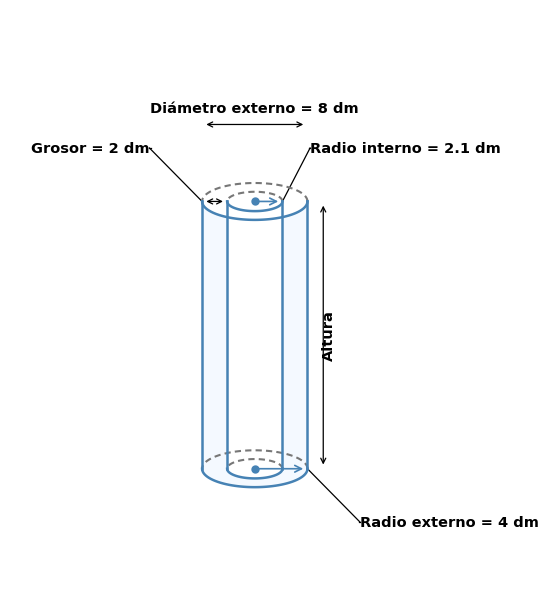 Diámetro externo = 8 dm
Grosor = 2 dm
Radio interno = 2.1 dm
Altura
Radio externo = 4 dm